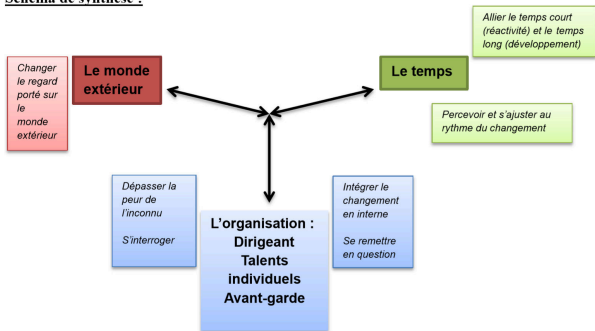 Schéma de synthèse :
Allier le temps court
(réactivité) et le temps
long (développement)
Changer
le regard
porté sur
le
monde
extérieur
Le monde
extérieur
Le temps
Percevoir et s'ajuster au
rythme du changement
Dépasser la
peur de
l'inconnu
S'interroger
L'organisation :
Dirigeant
Talents
individuels
Avant-garde
Intégrer le
changement
en interne
Se remettre
en question